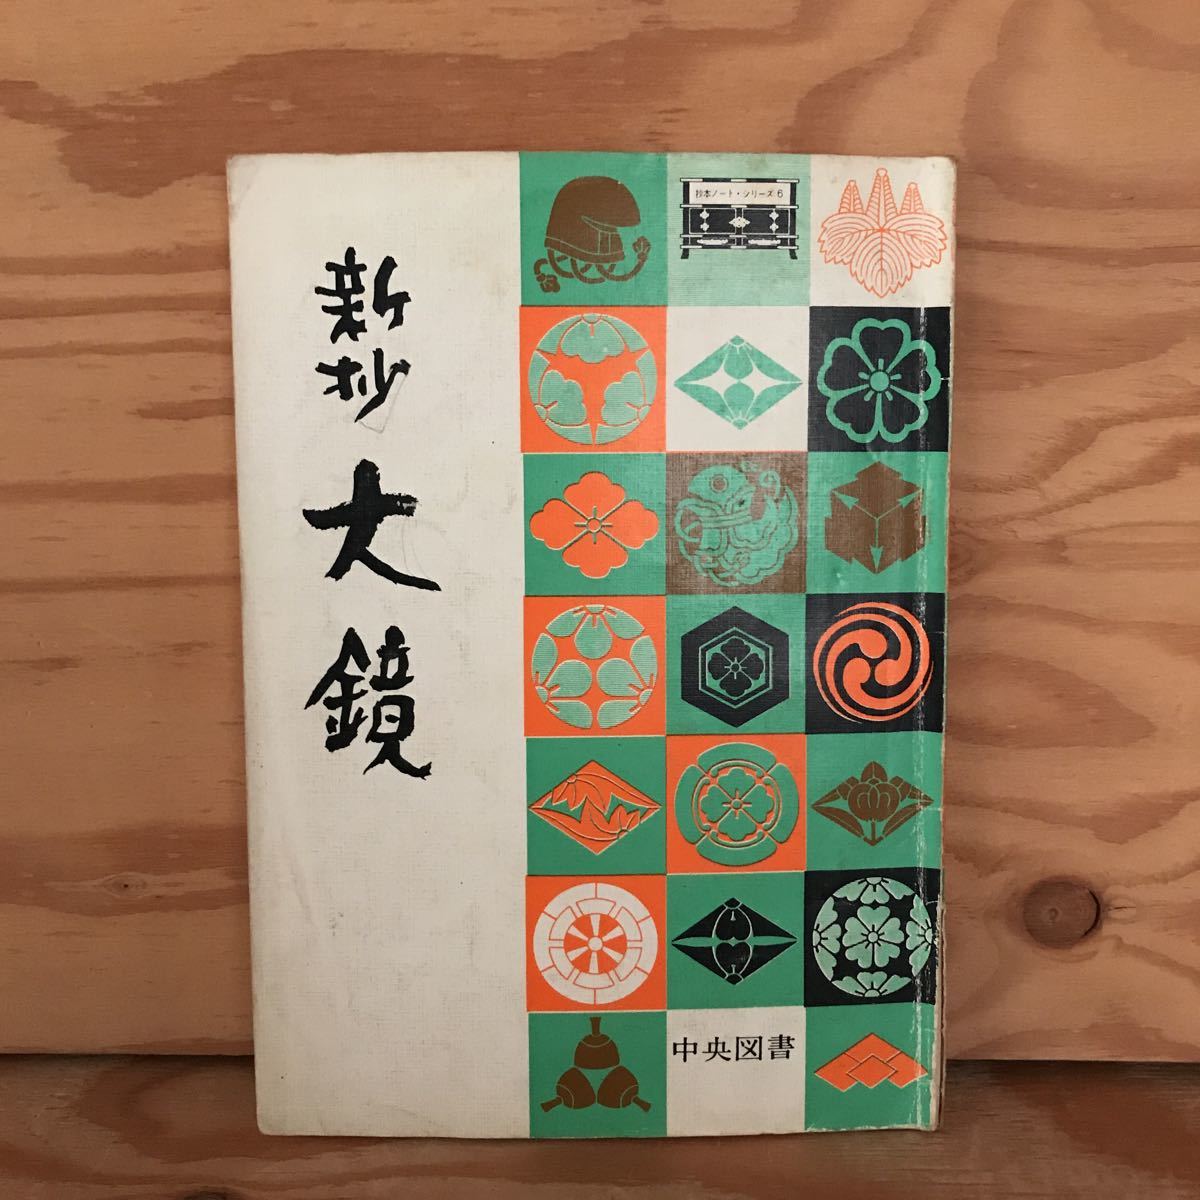 新抄 大鏡
抄本ノート・シリーズ 6
中央図書